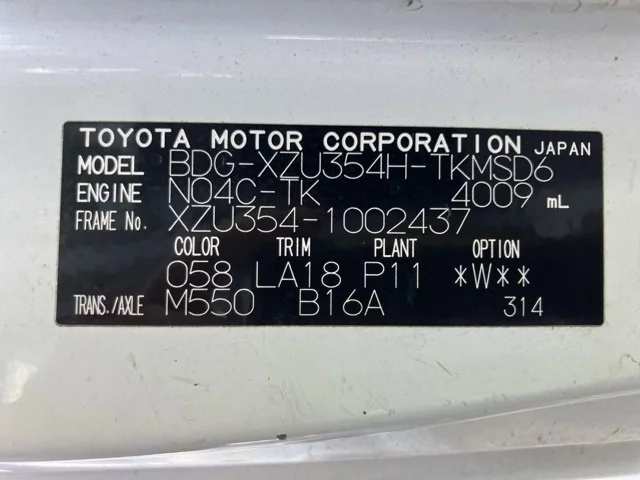 TOYOTA MOTOR CORPORATION JAPAN
MODEL BDG-XZU354H-TKMSD6
ENGINE N04C-TK 4009 mL
FRAME No. XZU354-1002437
COLOR TRIM PLANT OPTION
058 LA18 P11 *W**
TRANS./AXLE M550 B16A 314